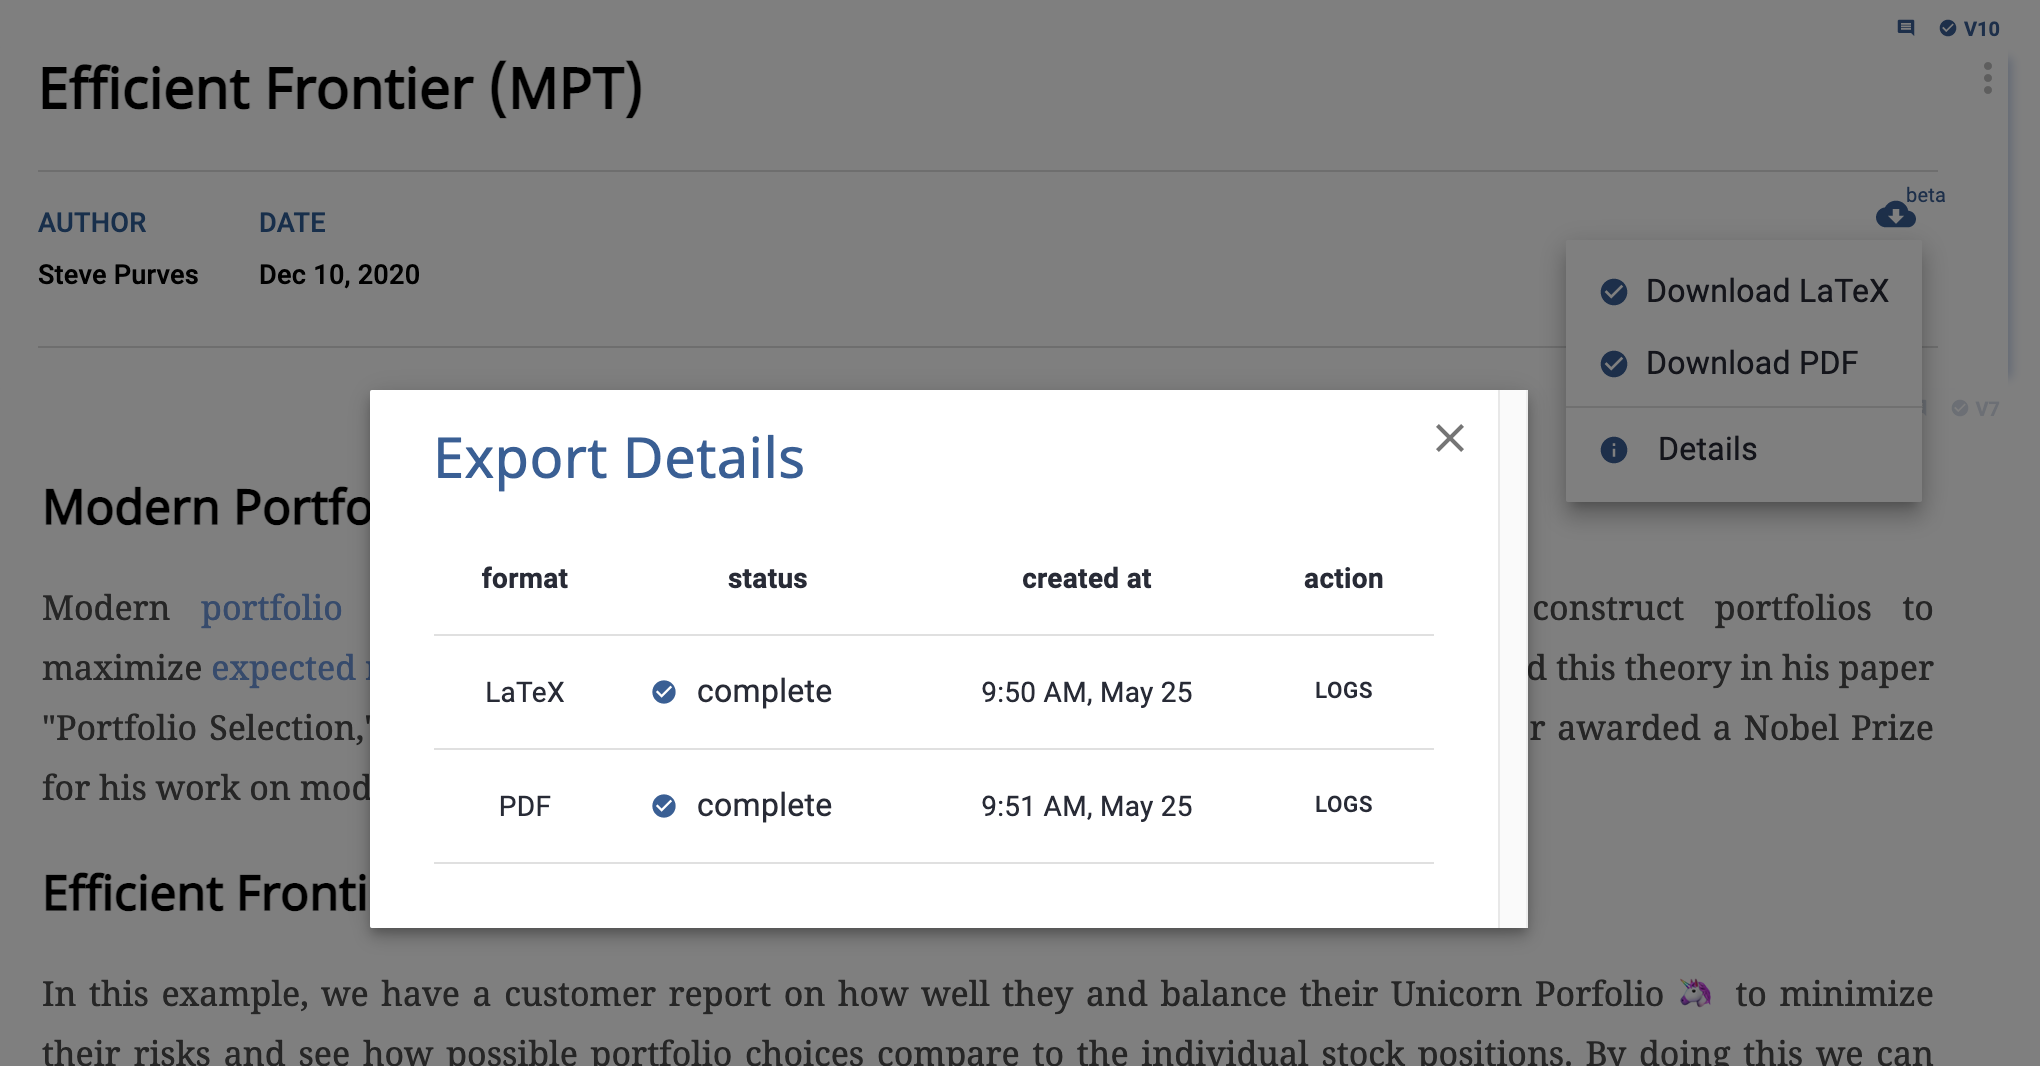 V10
Efficient Frontier (MPT)
beta
AUTHOR DATE
Steve Purves Dec 10, 2020
Download LaTeX
Download PDF
V7
Details
Export Details
Modern Portfo
format status created at action
Modern portfolio construct portfolios to
maximize expected d this theory in his paper
LaTeX complete 9:50 AM, May 25 LOGS
"Portfolio Selection," r awarded a Nobel Prize
for his work on mod
PDF complete 9:51 AM, May 25 LOGS
Efficient Fronti
In this example, we have a customer report on how well they and balance their Unicorn Porfolio 🦄 to minimize
their risks and see how possible portfolio choices compare to the individual stock positions. By doing this we can